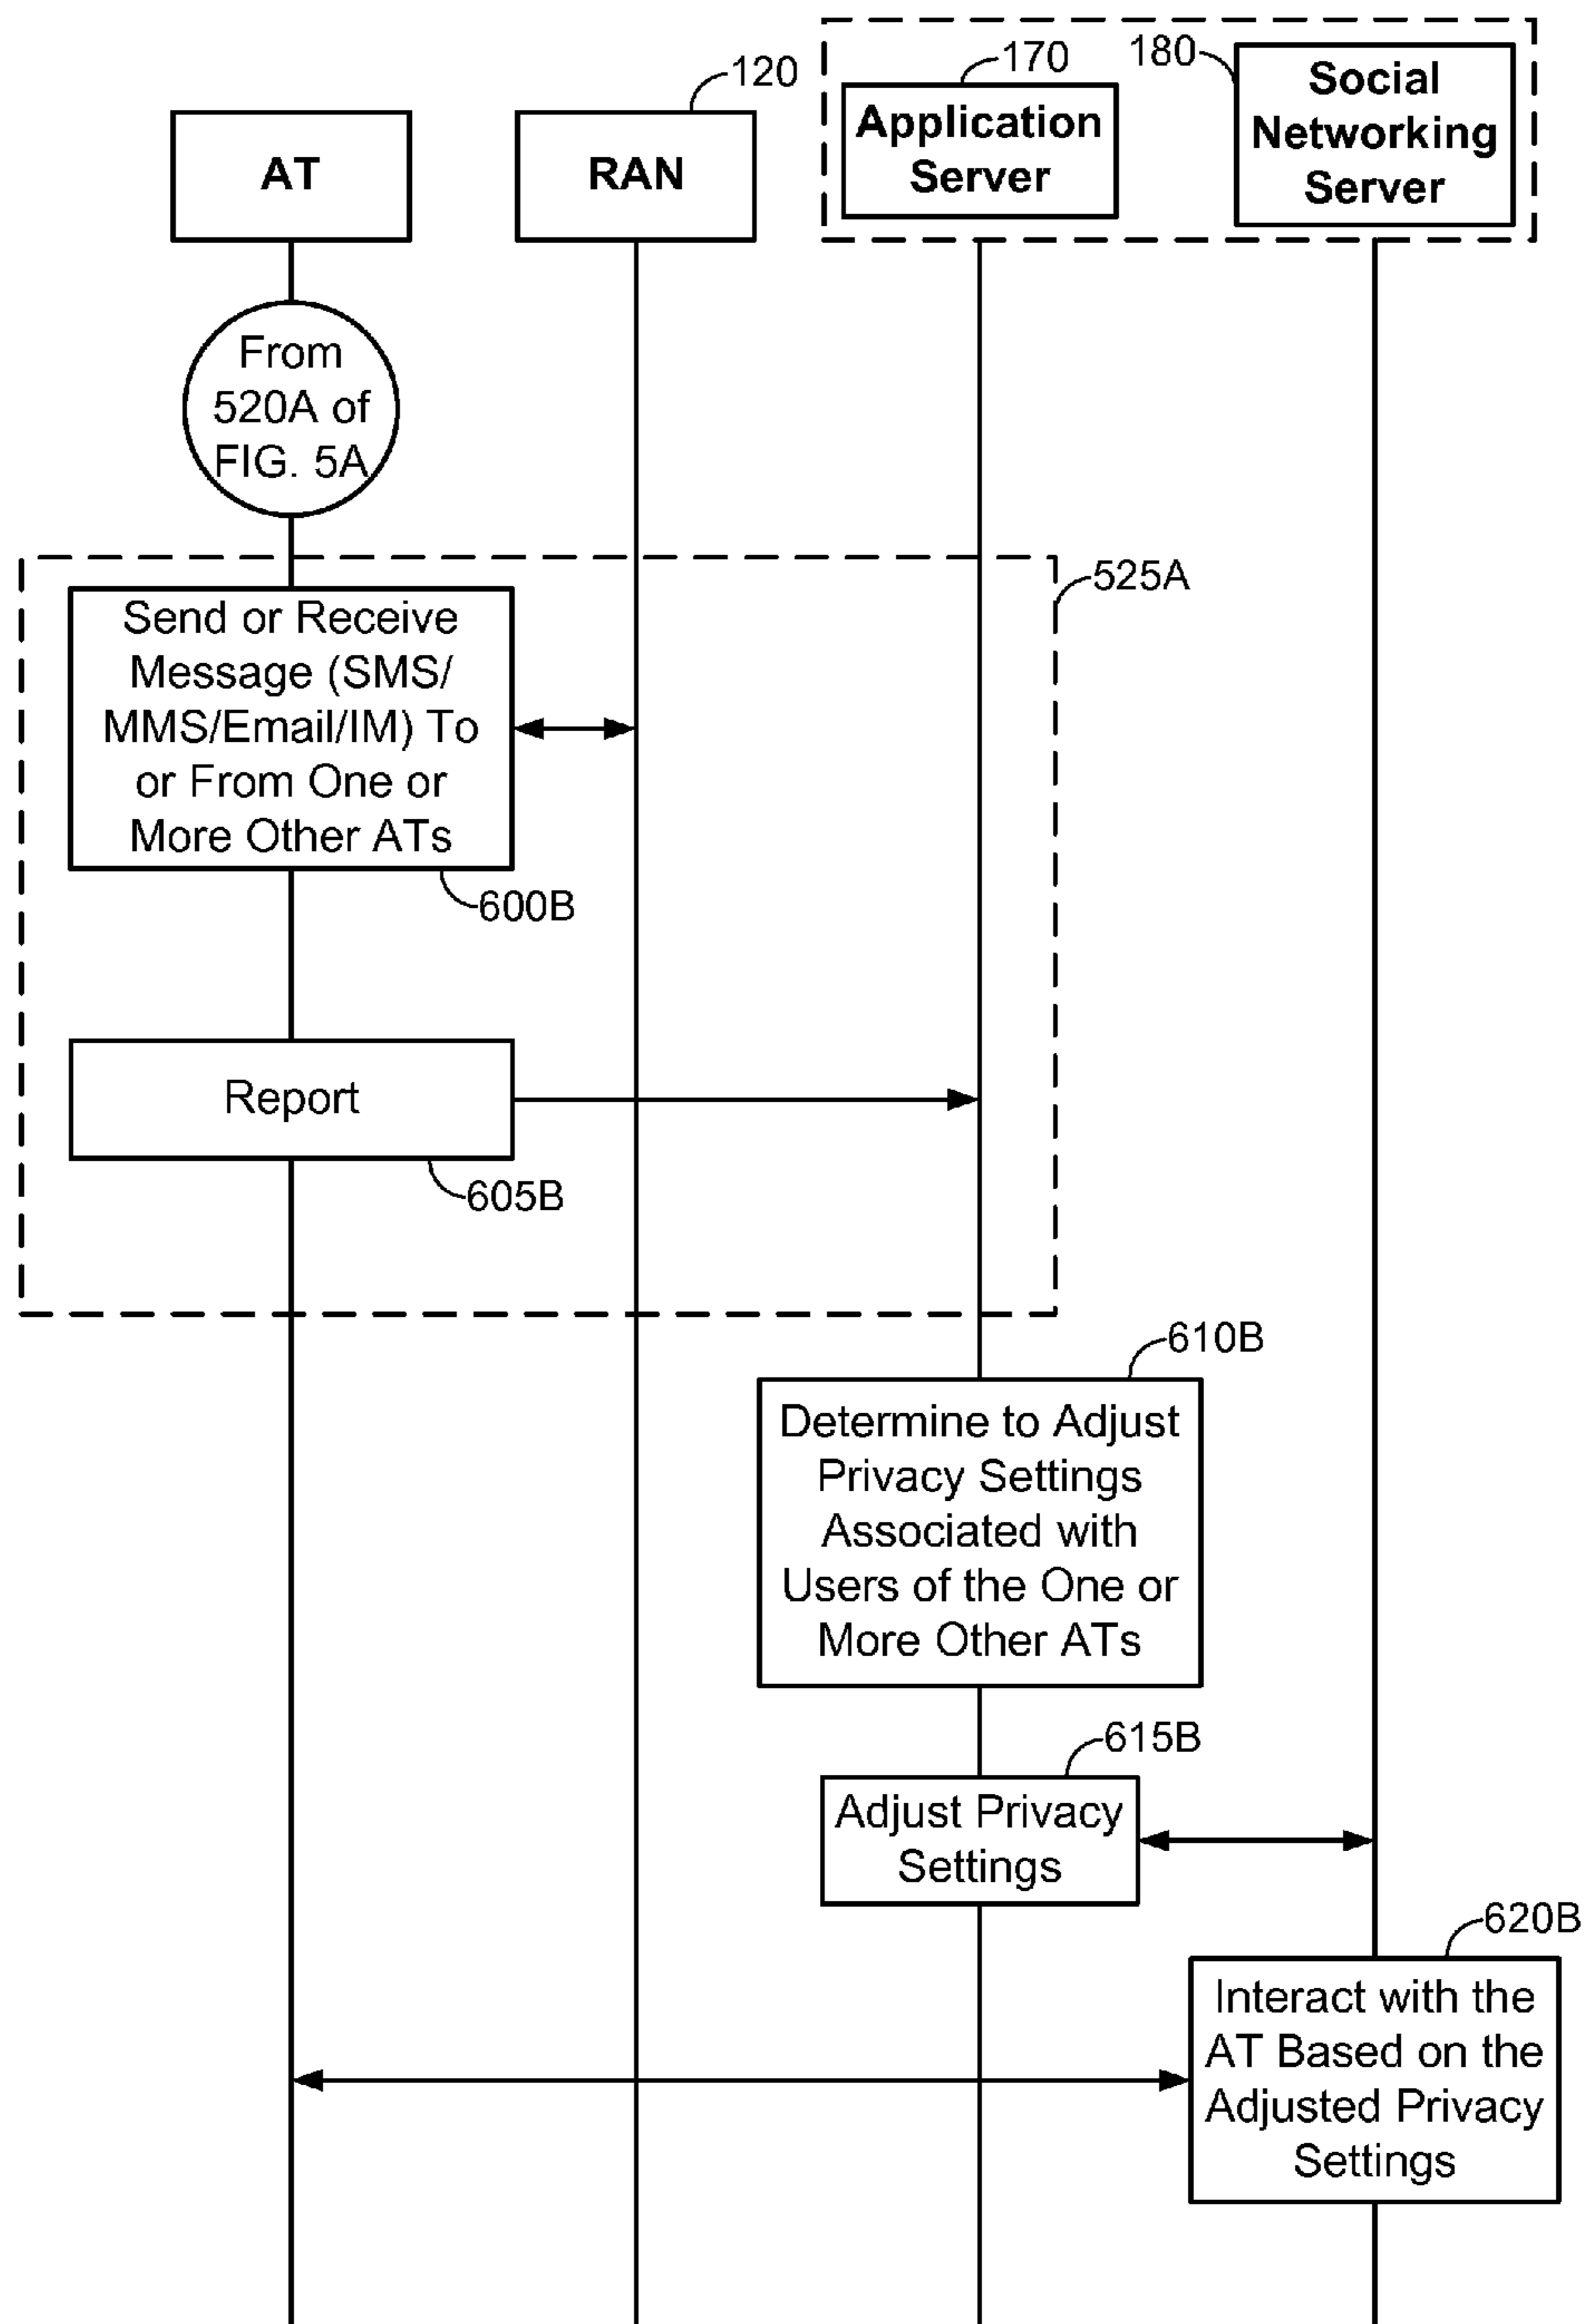 120
170
180
AT
RAN
Application
Server
Social
Networking
Server
From
520A of
FIG. 5A
525A
Send or Receive
Message (SMS/
MMS/Email/IM) To
or From One or
More Other ATs
600B
Report
605B
610B
Determine to Adjust
Privacy Settings
Associated with
Users of the One or
More Other ATs
615B
Adjust Privacy
Settings
620B
Interact with the
AT Based on the
Adjusted Privacy
Settings